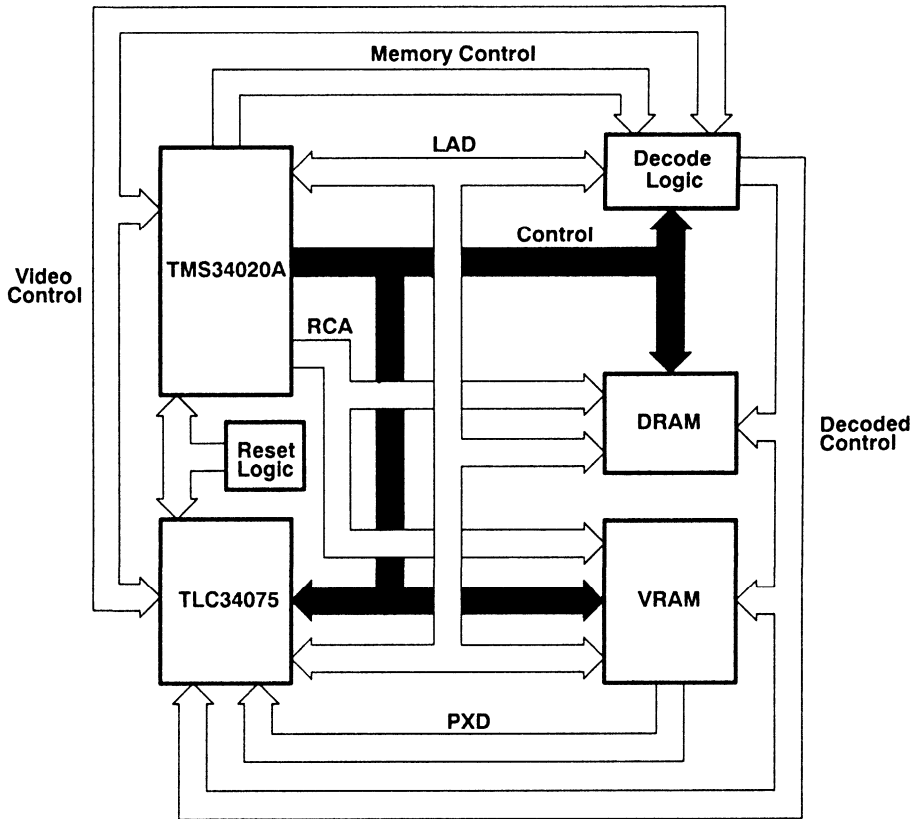 Memory Control
LAD
Decode
Logic
Control
TMS34020A
Video
Control
RCA
DRAM
Decoded
Control
Reset
Logic
TLC34075
VRAM
PXD